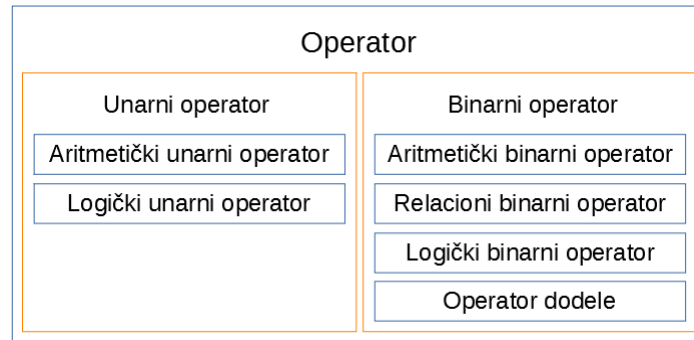 Operator
Unarni operator
Aritmetički unarni operator
Logički unarni operator
Binarni operator
Aritmetički binarni operator
Relacioni binarni operator
Logički binarni operator
Operator dodele